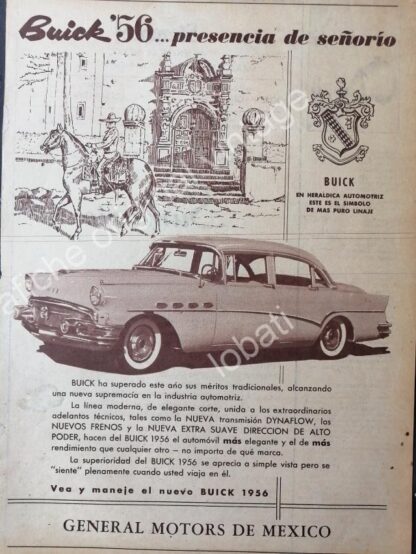 Buick '56... presencia de señorío
BUICK
EN HERALDICA AUTOMOTRIZ
ESTE ES EL SIMBOLO
DE MAS PURO LINAJE
BUICK ha superado este año sus méritos tradicionales, alcanzando
una nueva supremacía en la industria automotriz.
La línea moderna, de elegante corte, unida a los extraordinarios
adelantos técnicos, tales como la NUEVA transmisión DYNAFLOW, los
NUEVOS FRENOS y la NUEVA EXTRA SUAVE DIRECCION DE ALTO
PODER, hacen del BUICK 1956 el automóvil más elegante y el de más
rendimiento que cualquier otro – no importa de qué marca.
La superioridad del BUICK 1956 se aprecia a simple vista pero se
"siente" plenamente cuando usted viaja en él.
Vea y maneje el nuevo BUICK 1956
GENERAL MOTORS DE MEXICO
lobati